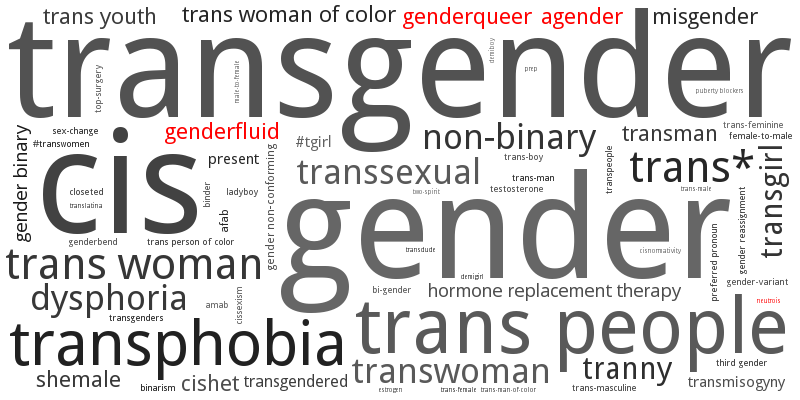 trans youth
trans woman of color
genderqueer
agender
misgender
transgender
top-surgery
male-to-female
demiboy
prep
puberty blockers
sex-change
#transwomen
genderfluid
#tgirl
non-binary
transman
trans-feminine
female-to-male
gender binary
cis
present
transsexual
trans-boy
trans-man
testosterone
transpeople
trans*
trans-male
transgirl
closeted
translatina
binder
ladyboy
afab
gender non-conforming
two-spirit
gender
genderbend
trans person of color
transdude
cisnormativity
preferred pronoun
gender reassignment
trans woman
demigirl
gender-variant
dysphoria
amab
cissexism
bi-gender
hormone replacement therapy
neutrois
transgenders
transphobia
trans people
shemale
binarism
cishet
transgendered
transwoman
estrogen
trans-female
trans-man-of-color
tranny
trans-masculine
third gender
transmisogyny